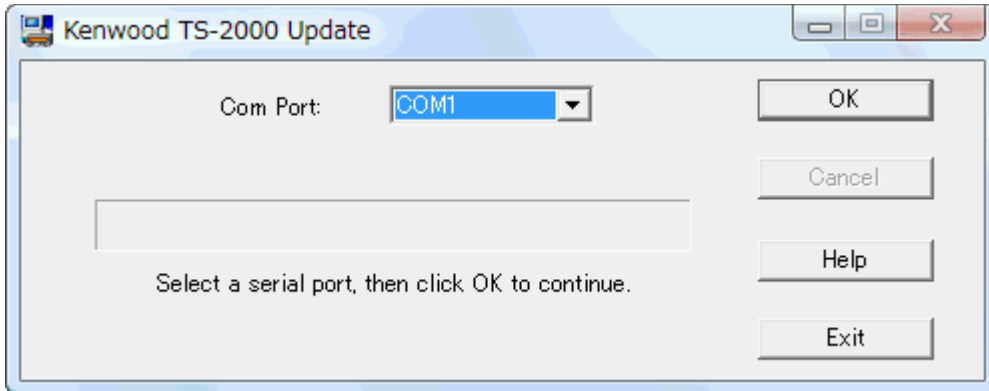 Kenwood TS-2000 Update
Com Port:
COM1
OK
Cancel
Select a serial port, then click OK to continue.
Help
Exit